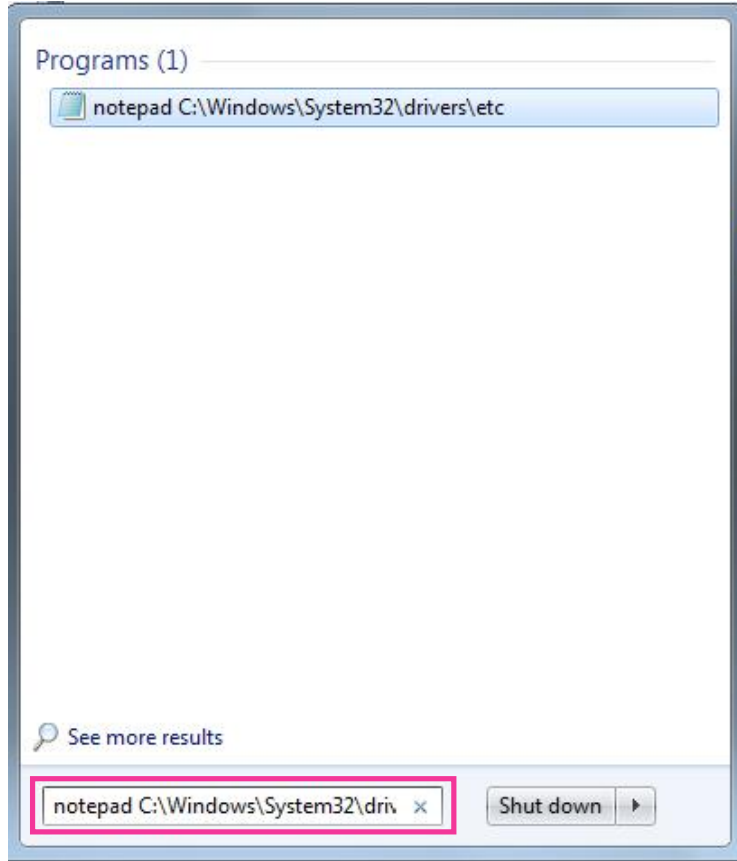 Programs (1)
notepad C:\Windows\System32\drivers\etc
See more results
notepad C:\Windows\System32\driv
Shut down